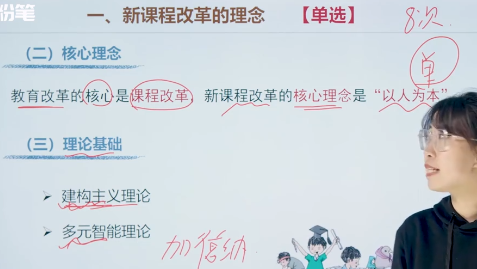 粉笔
一、新课程改革的理念 【单选】
8次
(二)核心理念
单
教育改革的核心是课程改革，新课程改革的核心理念是“以人为本”
(三)理论基础
➢ 建构主义理论
➢ 多元智能理论
加德纳